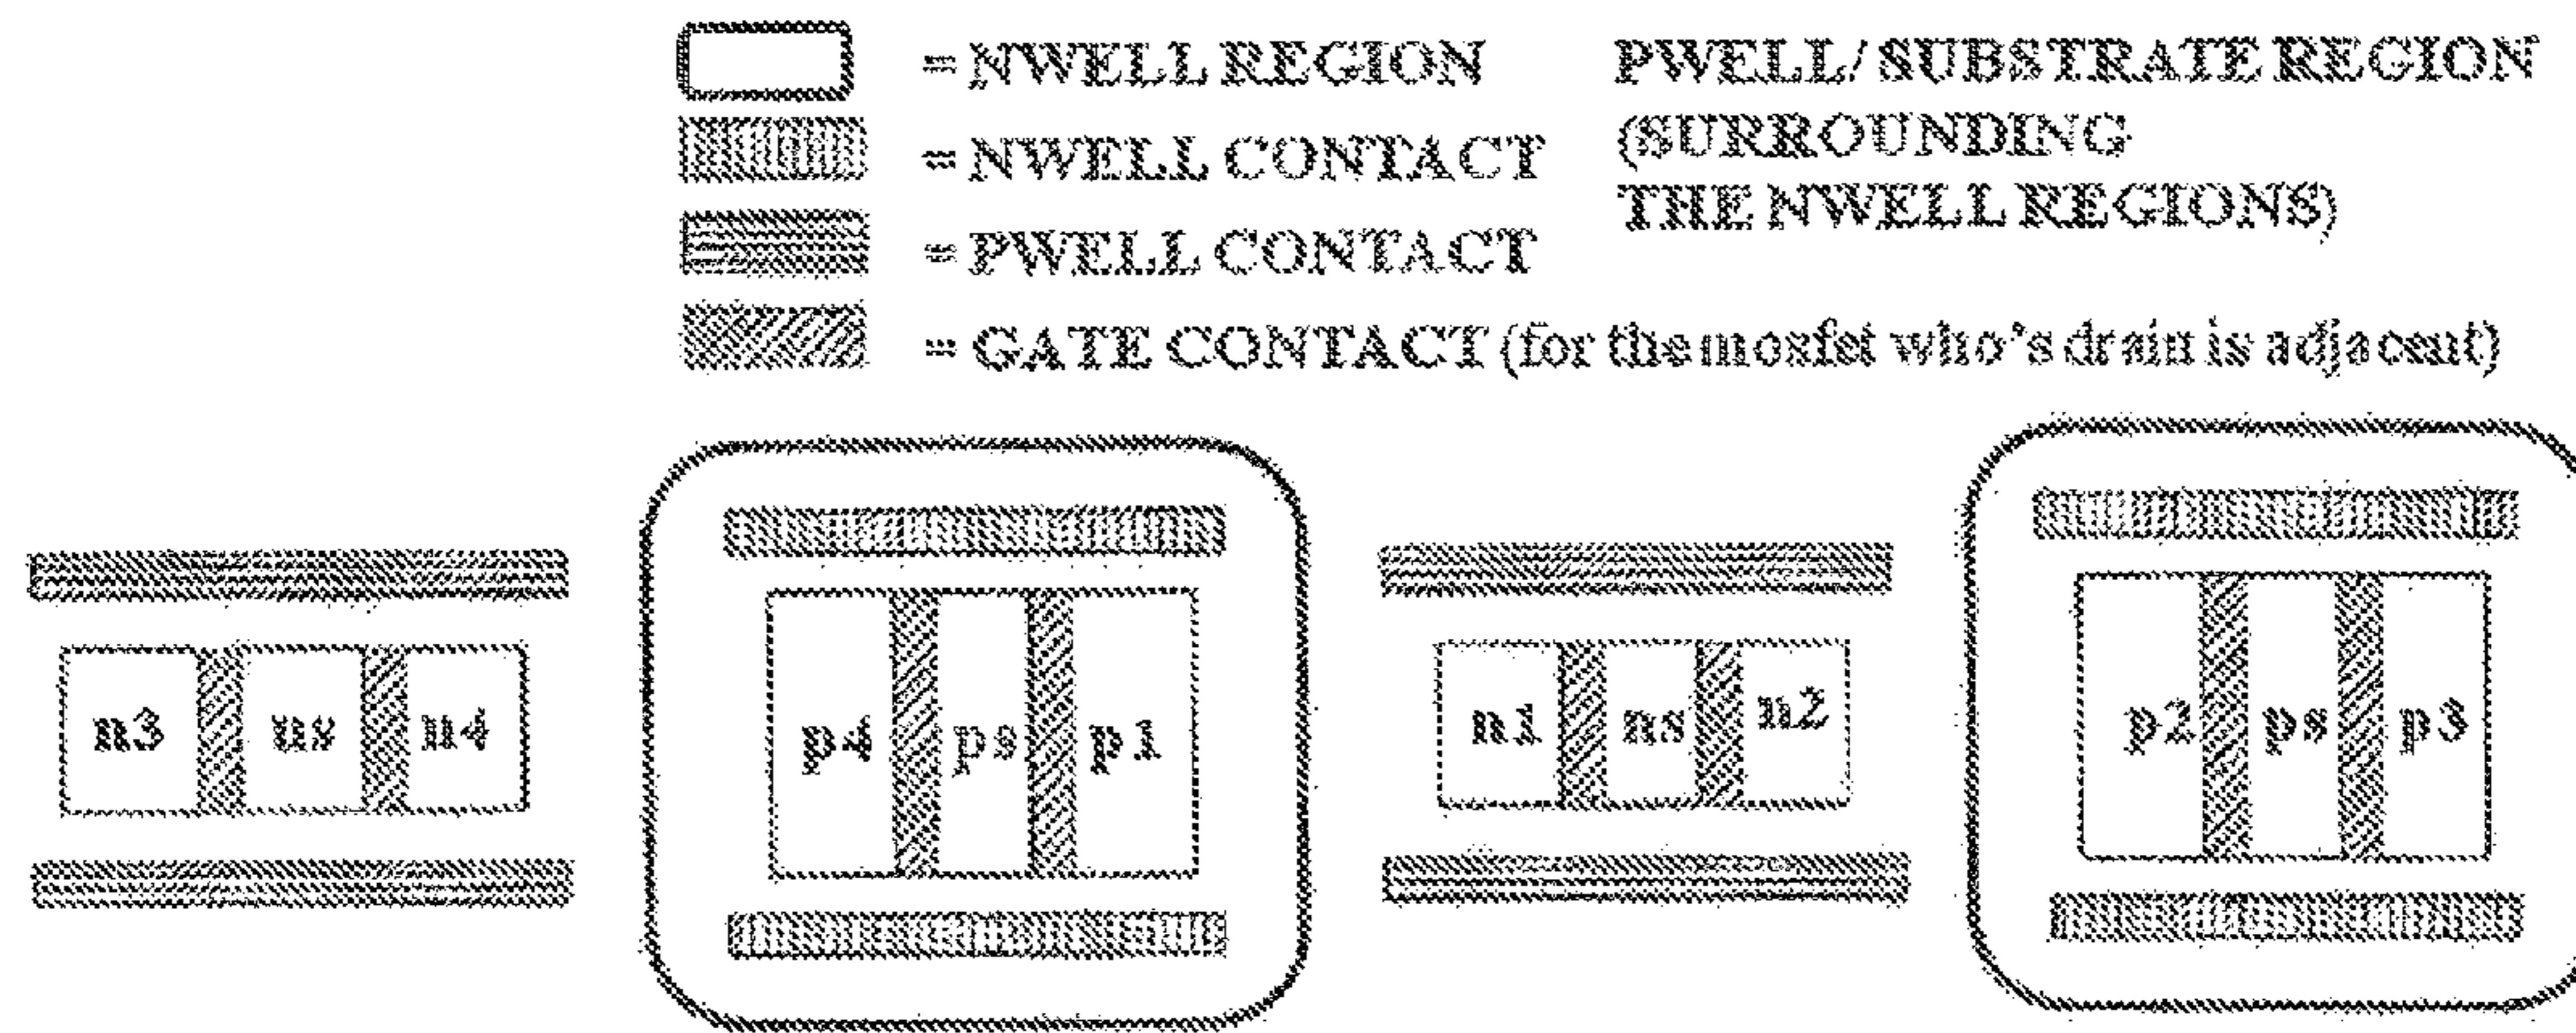 = NWELL REGION PWELL/ SUBSTRATE REGION
= NWELL CONTACT (SURROUNDING
THE NWELL REGIONS)
= PWELL CONTACT
= GATE CONTACT (for the mosfet who's drain is adjacent)
n3 ns n4 p4 ps p1 n1 ns n2 p2 ps p3